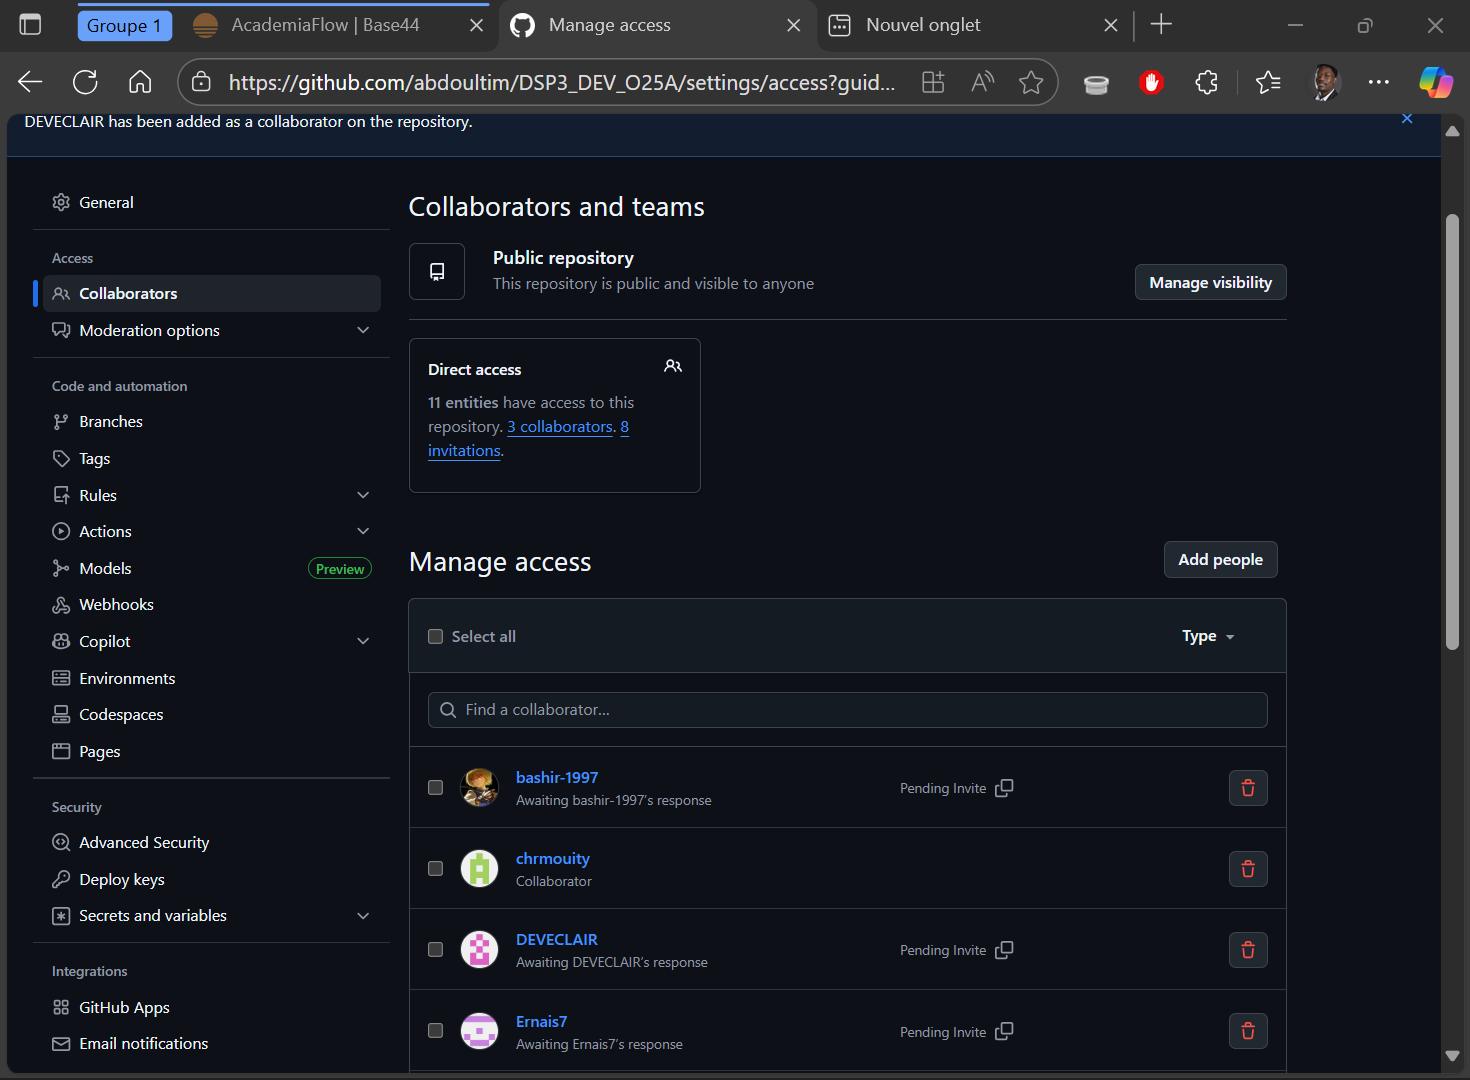 Groupe 1
AcademiaFlow | Base44
Manage access
Nouvel onglet
https://github.com/abdoultim/DSP3_DEV_O25A/settings/access?guid...
DEVECLAIR has been added as a collaborator on the repository.
General
Access
Collaborators
Moderation options
Code and automation
Branches
Tags
Rules
Actions
Models
Preview
Webhooks
Copilot
Environments
Codespaces
Pages
Security
Advanced Security
Deploy keys
Secrets and variables
Integrations
GitHub Apps
Email notifications
Collaborators and teams
Public repository
This repository is public and visible to anyone
Manage visibility
Direct access
11 entities have access to this
repository. 3 collaborators. 8
invitations.
Manage access
Add people
Select all
Type
Find a collaborator...
bashir-1997
Awaiting bashir-1997's response
Pending Invite
chrmouity
Collaborator
DEVECLAIR
Awaiting DEVECLAIR's response
Pending Invite
Ernais7
Awaiting Ernais7's response
Pending Invite